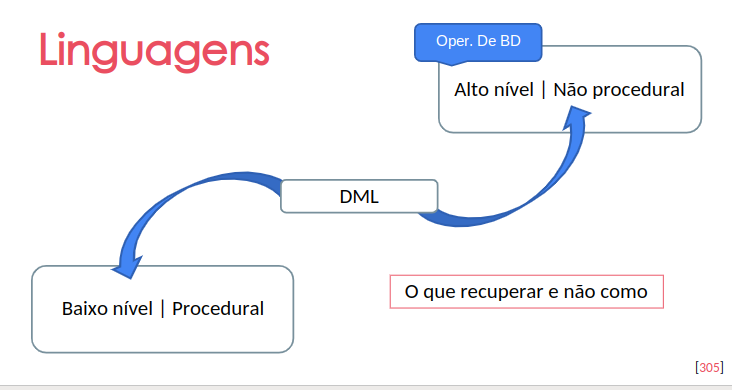 Linguagens
Oper. De BD
Alto nível | Não procedural
DML
Baixo nível | Procedural
O que recuperar e não como
[305]